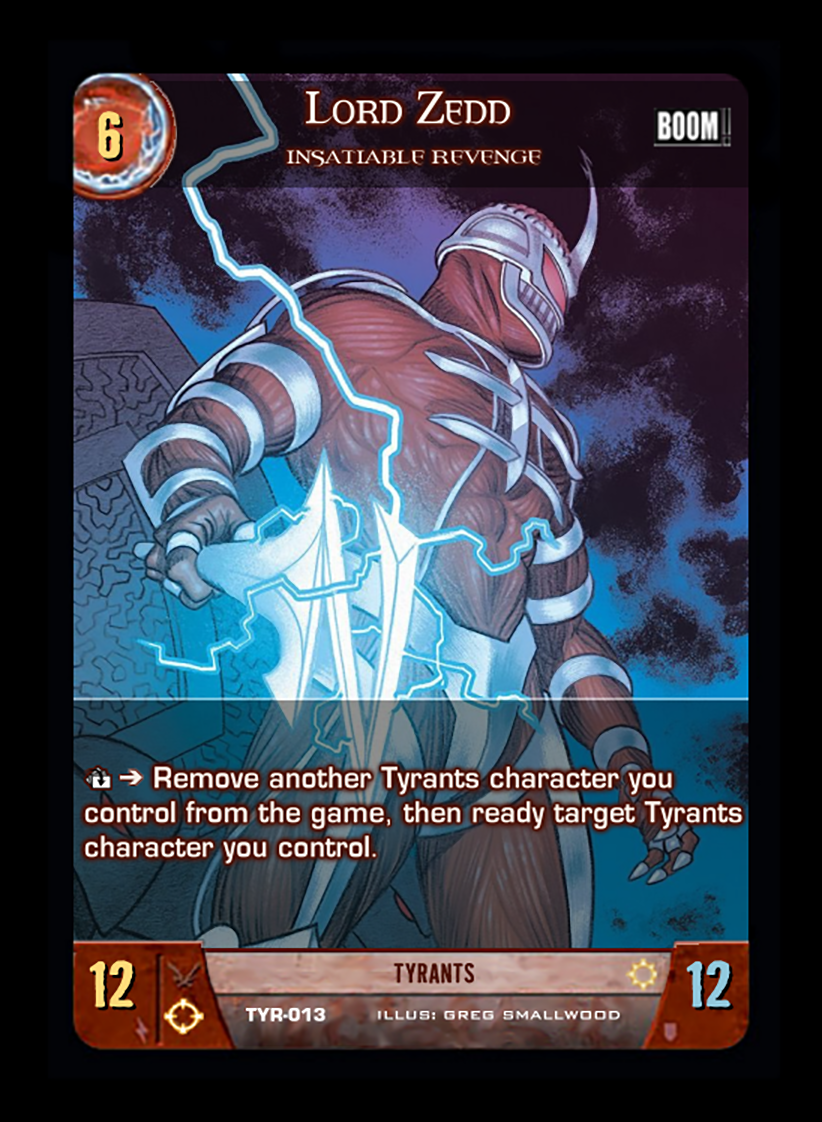 6
LORD ZEDD
BOOM!
INSATIABLE REVENGE
→ Remove another Tyrants character you
control from the game, then ready target Tyrants
character you control.
12
TYRANTS
12
TYR-013 ILLUS: GREG SMALLWOOD